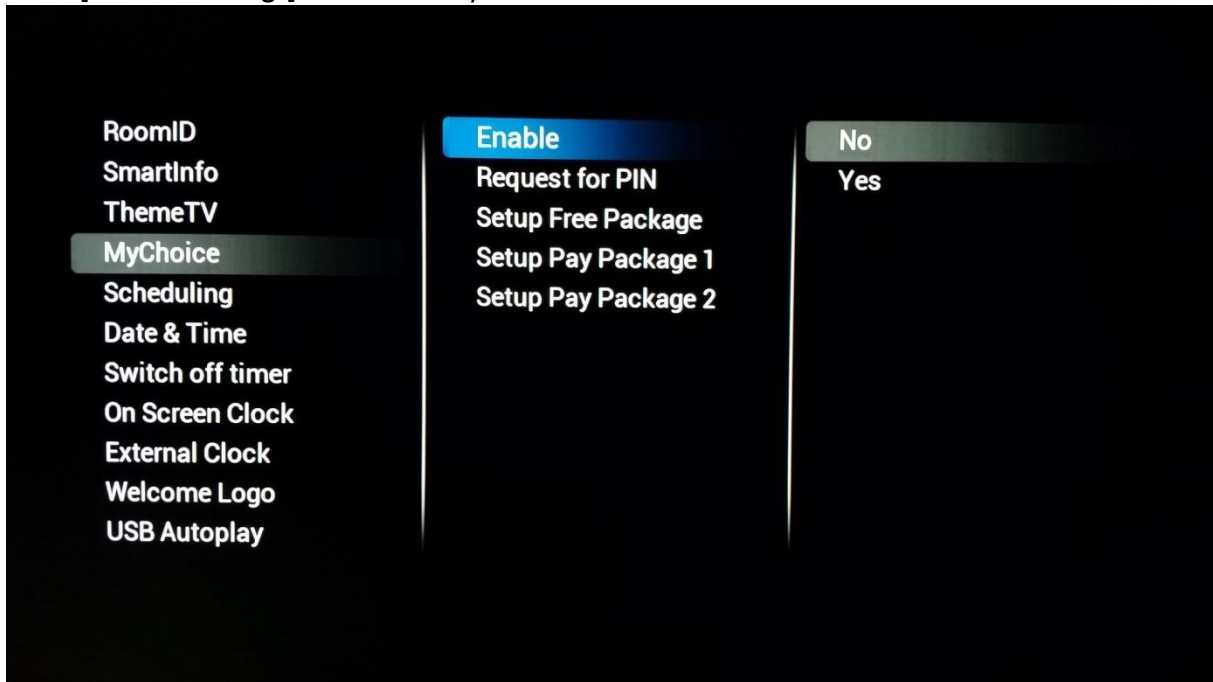 RoomID
SmartInfo
ThemeTV
MyChoice
Scheduling
Date & Time
Switch off timer
On Screen Clock
External Clock
Welcome Logo
USB Autoplay
Enable
Request for PIN
Setup Free Package
Setup Pay Package 1
Setup Pay Package 2
No
Yes